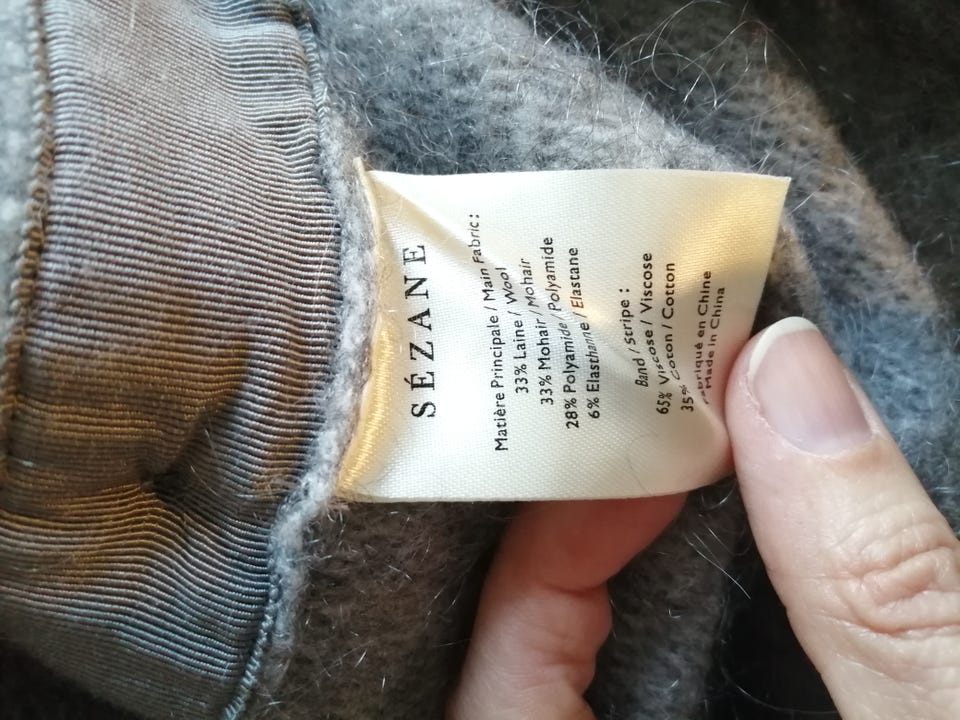 SÉZANE
Matière Principale / Main Fabric:
33% Laine / Wool
33% Mohair / Mohair
28% Polyamide / Polyamide
6% Elasthanne / Elastane
Band / Stripe :
65% Viscose / Viscose
35% Coton / Cotton
Fabriqué en Chine
Made in China